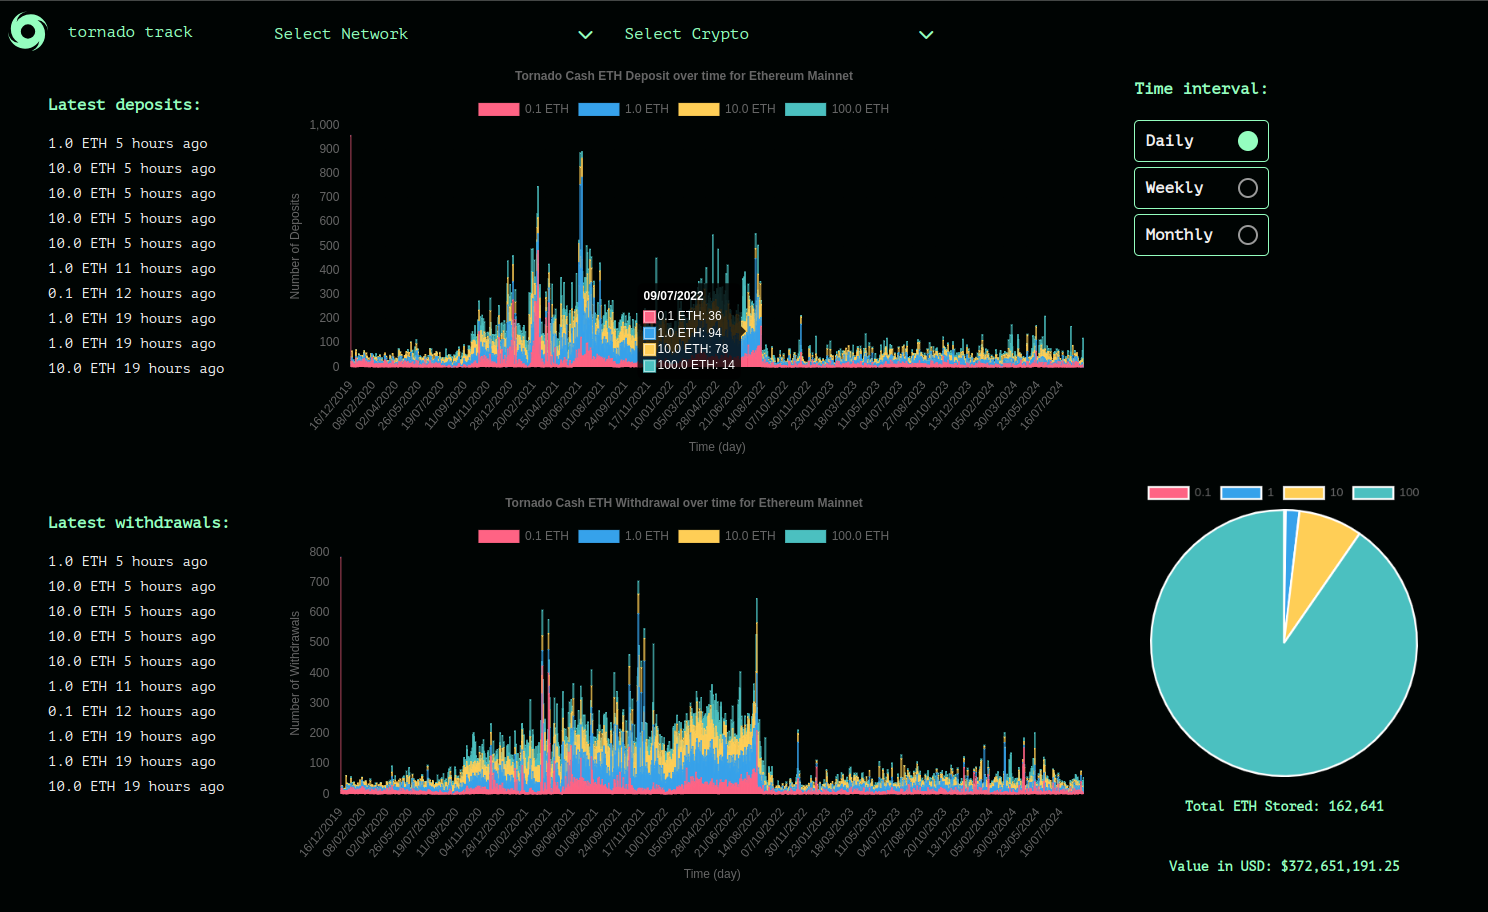 tornado track
Select Network
Select Crypto
Latest deposits:
1.0 ETH 5 hours ago
10.0 ETH 5 hours ago
10.0 ETH 5 hours ago
10.0 ETH 5 hours ago
10.0 ETH 5 hours ago
1.0 ETH 11 hours ago
0.1 ETH 12 hours ago
1.0 ETH 19 hours ago
1.0 ETH 19 hours ago
10.0 ETH 19 hours ago
Tornado Cash ETH Deposit over time for Ethereum Mainnet
0.1 ETH 1.0 ETH 10.0 ETH 100.0 ETH
Number of Deposits
1,000
900
800
700
600
500
400
300
200
100
0
09/07/2022
0.1 ETH: 36
1.0 ETH: 94
10.0 ETH: 78
100.0 ETH: 14
16/12/2019 08/02/2020 02/04/2020 26/05/2020 19/07/2020 11/09/2020 04/11/2020 28/12/2020 20/02/2021 15/04/2021 08/06/2021 01/08/2021 24/09/2021 17/11/2021 10/01/2022 05/03/2022 28/04/2022 21/06/2022 14/08/2022 07/10/2022 30/11/2022 23/01/2023 18/03/2023 11/05/2023 04/07/2023 27/08/2023 20/10/2023 13/12/2023 05/02/2024 30/03/2024 23/05/2024 16/07/2024
Time (day)
Time interval:
Daily
Weekly
Monthly
Latest withdrawals:
1.0 ETH 5 hours ago
10.0 ETH 5 hours ago
10.0 ETH 5 hours ago
10.0 ETH 5 hours ago
10.0 ETH 5 hours ago
1.0 ETH 11 hours ago
0.1 ETH 12 hours ago
1.0 ETH 19 hours ago
1.0 ETH 19 hours ago
10.0 ETH 19 hours ago
Tornado Cash ETH Withdrawal over time for Ethereum Mainnet
0.1 ETH 1.0 ETH 10.0 ETH 100.0 ETH
Number of Withdrawals
800
700
600
500
400
300
200
100
0
16/12/2019 08/02/2020 02/04/2020 26/05/2020 19/07/2020 11/09/2020 04/11/2020 28/12/2020 20/02/2021 15/04/2021 08/06/2021 01/08/2021 24/09/2021 17/11/2021 10/01/2022 05/03/2022 28/04/2022 21/06/2022 14/08/2022 07/10/2022 30/11/2022 23/01/2023 18/03/2023 11/05/2023 04/07/2023 27/08/2023 20/10/2023 13/12/2023 05/02/2024 30/03/2024 23/05/2024 16/07/2024
Time (day)
0.1 1 10 100
Total ETH Stored: 162,641
Value in USD: $372,651,191.25